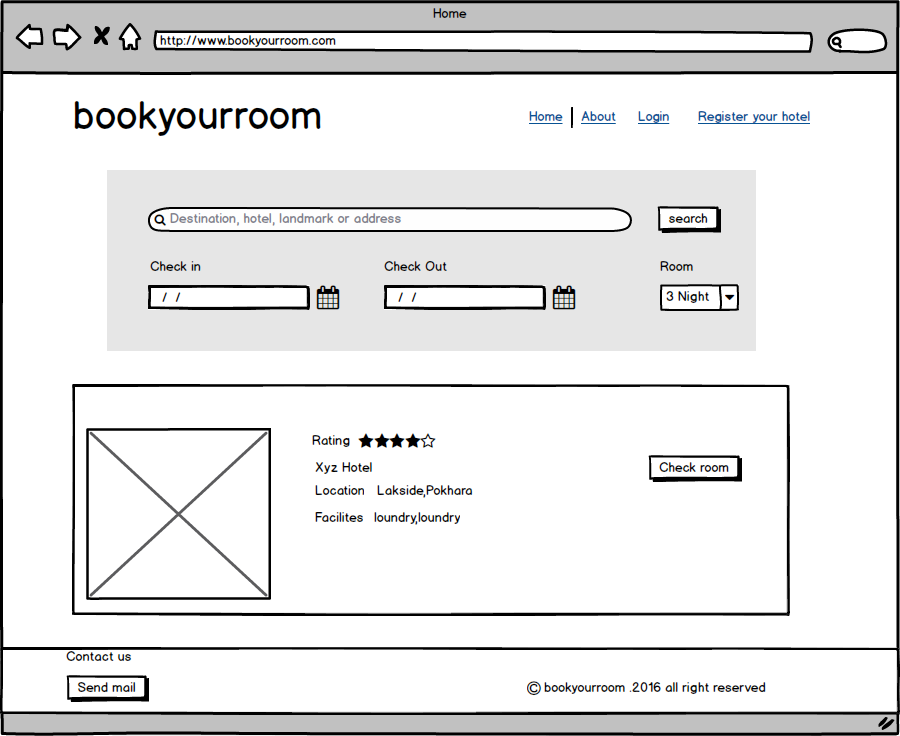 Home
http://www.bookyourroom.com
bookyourroom
Home About Login Register your hotel
Destination, hotel, landmark or address
search
Check in Check Out Room
/ / / / 3 Night
Rating
Xyz Hotel
Check room
Location Lakside,Pokhara
Facilites loundry,loundry
Contact us
Send mail
© bookyourroom .2016 all right reserved